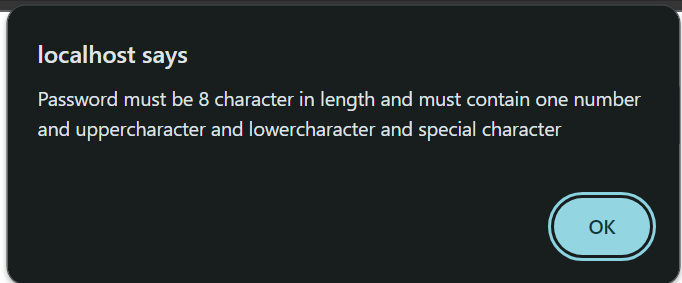 localhost says
Password must be 8 character in length and must contain one number
and uppercharacter and lowercharacter and special character
OK